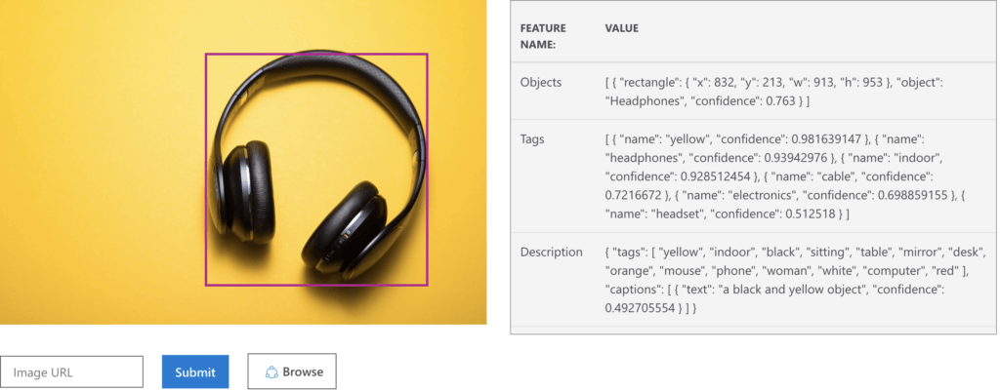 FEATURE NAME:
VALUE
Objects
[ { "rectangle": { "x": 832, "y": 213, "w": 913, "h": 953 }, "object":
"Headphones", "confidence": 0.763 } ]
Tags
[ { "name": "yellow", "confidence": 0.981639147 }, { "name":
"headphones", "confidence": 0.93942976 }, { "name": "indoor",
"confidence": 0.928512454 }, { "name": "cable", "confidence":
0.7216672 }, { "name": "electronics", "confidence": 0.698859155 }, {
"name": "headset", "confidence": 0.512518 } ]
Description
{ "tags": [ "yellow", "indoor", "black", "sitting", "table", "mirror", "desk",
"orange", "mouse", "phone", "woman", "white", "computer", "red" ],
"captions": [ { "text": "a black and yellow object", "confidence":
0.492705554 } ] }
Image URL
Submit
Browse